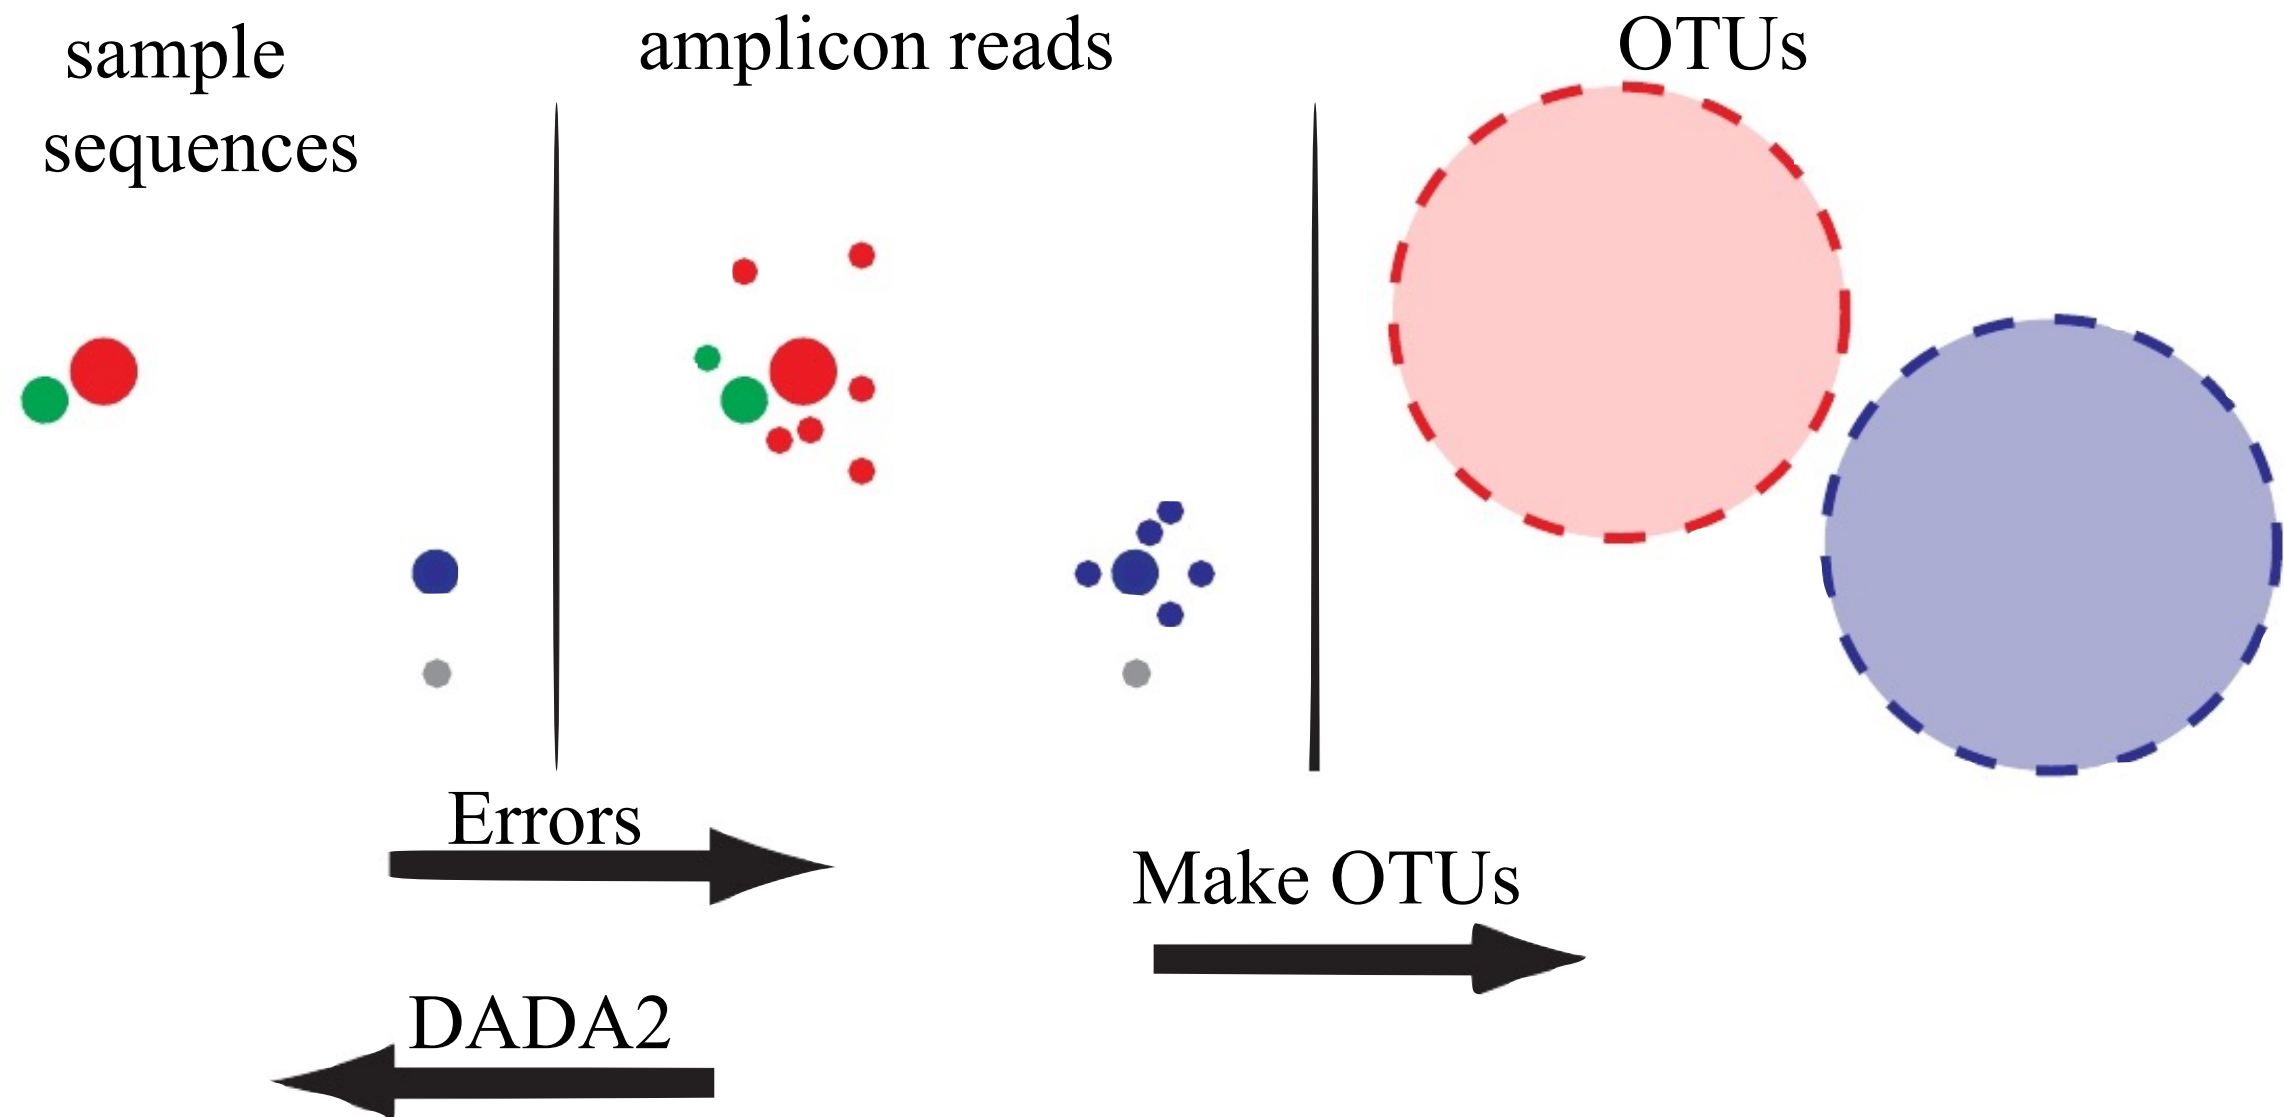 sample
sequences
amplicon reads
OTUs
Errors
Make OTUs
DADA2